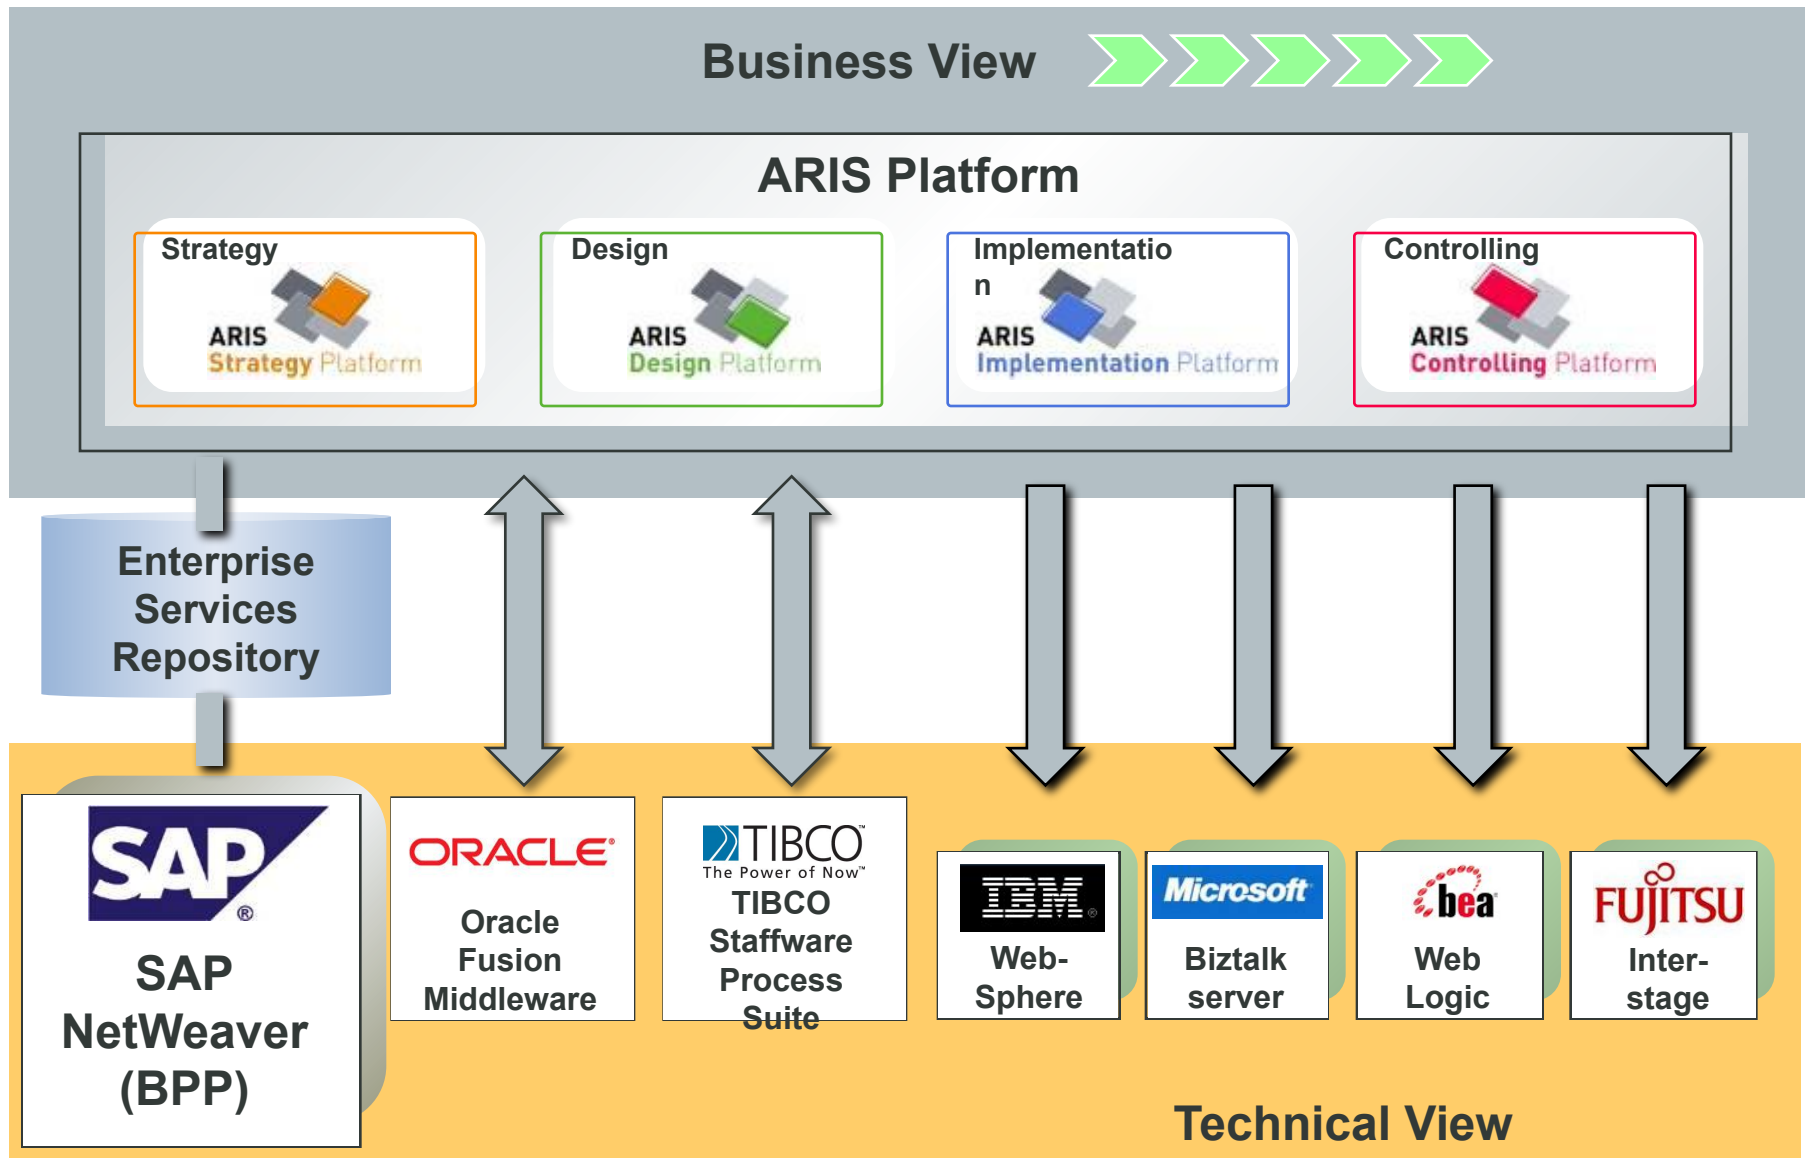 Business View
ARIS Platform
Strategy
ARIS
Strategy Platform
Design
ARIS
Design Platform
Implementatio
n
ARIS
Implementation Platform
Controlling
ARIS
Controlling Platform
Enterprise
Services
Repository
SAP
®
SAP
NetWeaver
(BPP)
ORACLE®
Oracle
Fusion
Middleware
TIBCO™
The Power of Now™
TIBCO
Staffware
Process
Suite
IBM®
Web-
Sphere
Microsoft
Biztalk
server
bea
Web
Logic
FUJITSU
Inter-
stage
Technical View